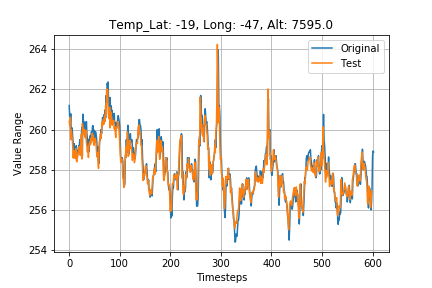 Temp_Lat: -19, Long: -47, Alt: 7595.0
Original
Test
Value Range
264
262
260
258
256
254
0
100
200
300
400
500
600
Timesteps